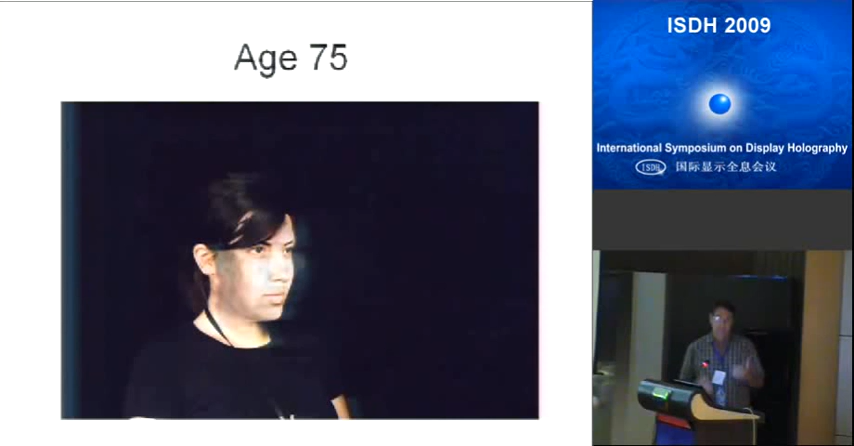 Age 75
ISDH 2009
International Symposium on Display Holography
ISDH 国际显示全息会议